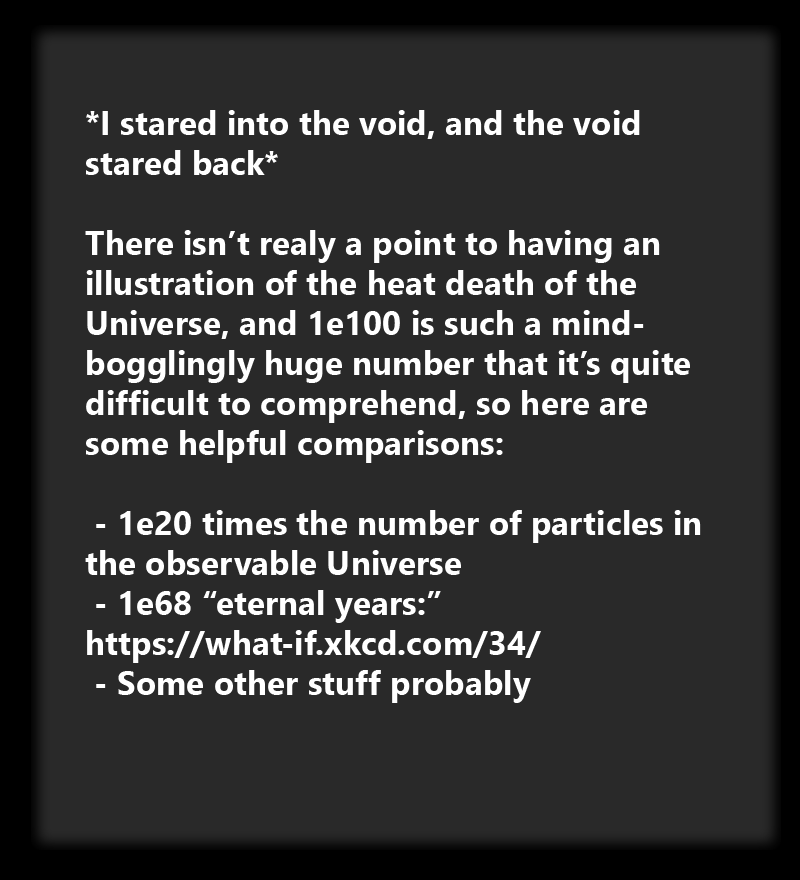 *I stared into the void, and the void
stared back*
There isn’t realy a point to having an
illustration of the heat death of the
Universe, and 1e100 is such a mind-
bogglingly huge number that it’s quite
difficult to comprehend, so here are
some helpful comparisons:
- 1e20 times the number of particles in
the observable Universe
- 1e68 “eternal years:”
https://what-if.xkcd.com/34/
- Some other stuff probably